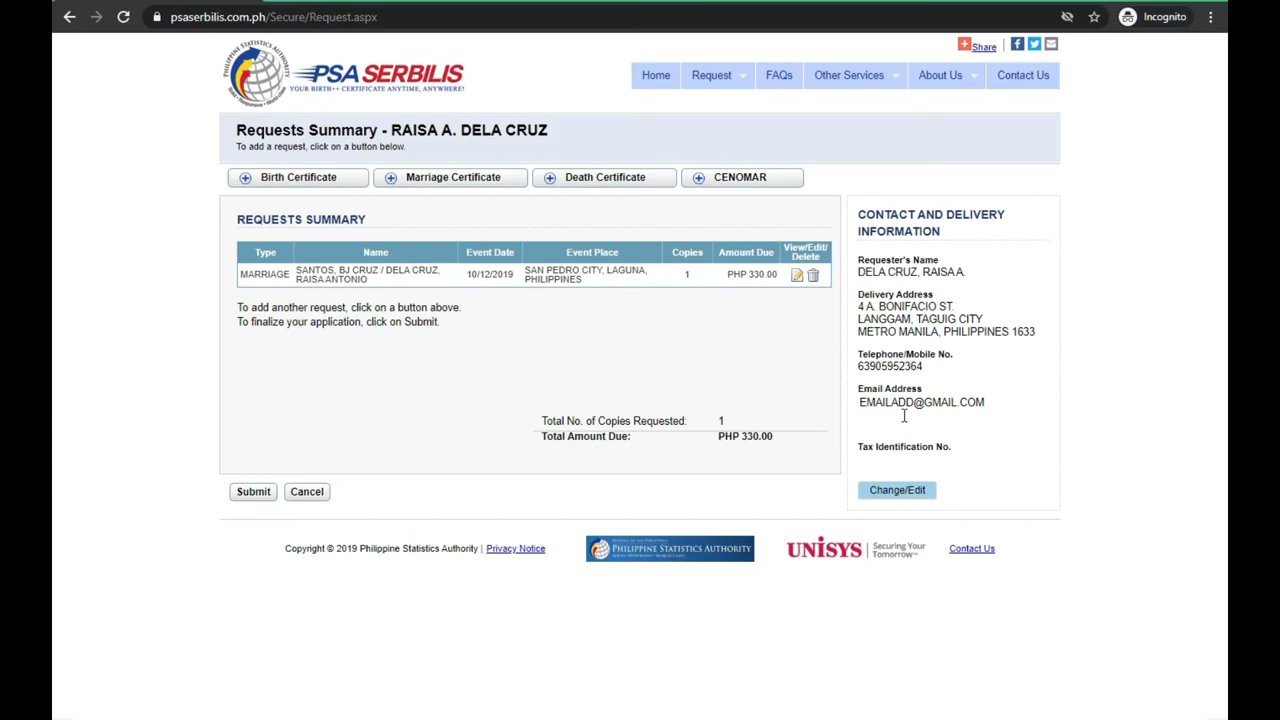 psaserbilis.com.ph/Secure/Request.aspx
Incognito
PSA SERBILIS
YOUR BIRTH++ CERTIFICATE ANYTIME, ANYWHERE!
Share
Home Request FAQs Other Services About Us Contact Us
Requests Summary - RAISA A. DELA CRUZ
To add a request, click on a button below.
Birth Certificate Marriage Certificate Death Certificate CENOMAR
REQUESTS SUMMARY
Type Name Event Date Event Place Copies Amount Due View/Edit/
Delete
MARRIAGE SANTOS, BJ CRUZ / DELA CRUZ, 10/12/2019 SAN PEDRO CITY, LAGUNA, 1 PHP 330.00
RAISA ANTONIO PHILIPPINES
To add another request, click on a button above.
To finalize your application, click on Submit.
Total No. of Copies Requested: 1
Total Amount Due: PHP 330.00
Submit Cancel
CONTACT AND DELIVERY
INFORMATION
Requester's Name
DELA CRUZ, RAISA A.
Delivery Address
4 A. BONIFACIO ST.
LANGGAM, TAGUIG CITY
METRO MANILA, PHILIPPINES 1633
Telephone/Mobile No.
63905952364
Email Address
EMAILADD@GMAIL.COM
Tax Identification No.
Change/Edit
Copyright © 2019 Philippine Statistics Authority | Privacy Notice
PHILIPPINE STATISTICS AUTHORITY
UNISYS Securing Your
Tomorrow™
Contact Us